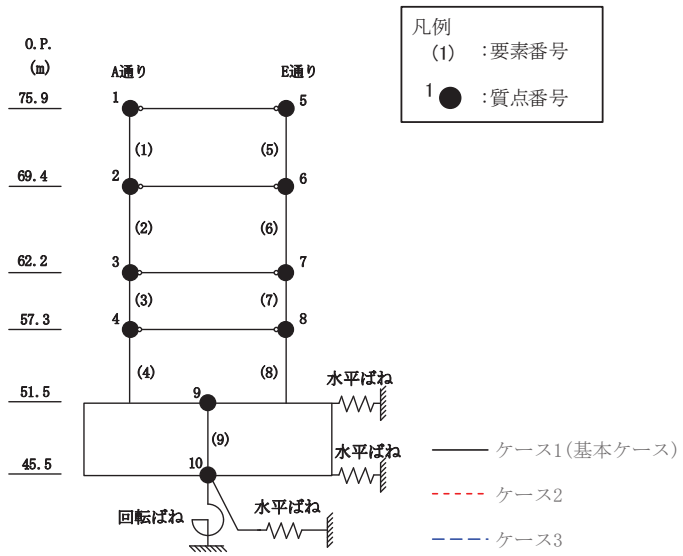 凡例
(1) :要素番号
1 :質点番号
O.P.
(m)
A通り E通り
75.9 1 5
(1) (5)
69.4 2 6
(2) (6)
62.2 3 7
(3) (7)
57.3 4 8
(4) (8)
水平ばね
51.5 9
(9)
水平ばね
45.5 10
回転ばね 水平ばね
ケース1(基本ケース)
ケース2
ケース3